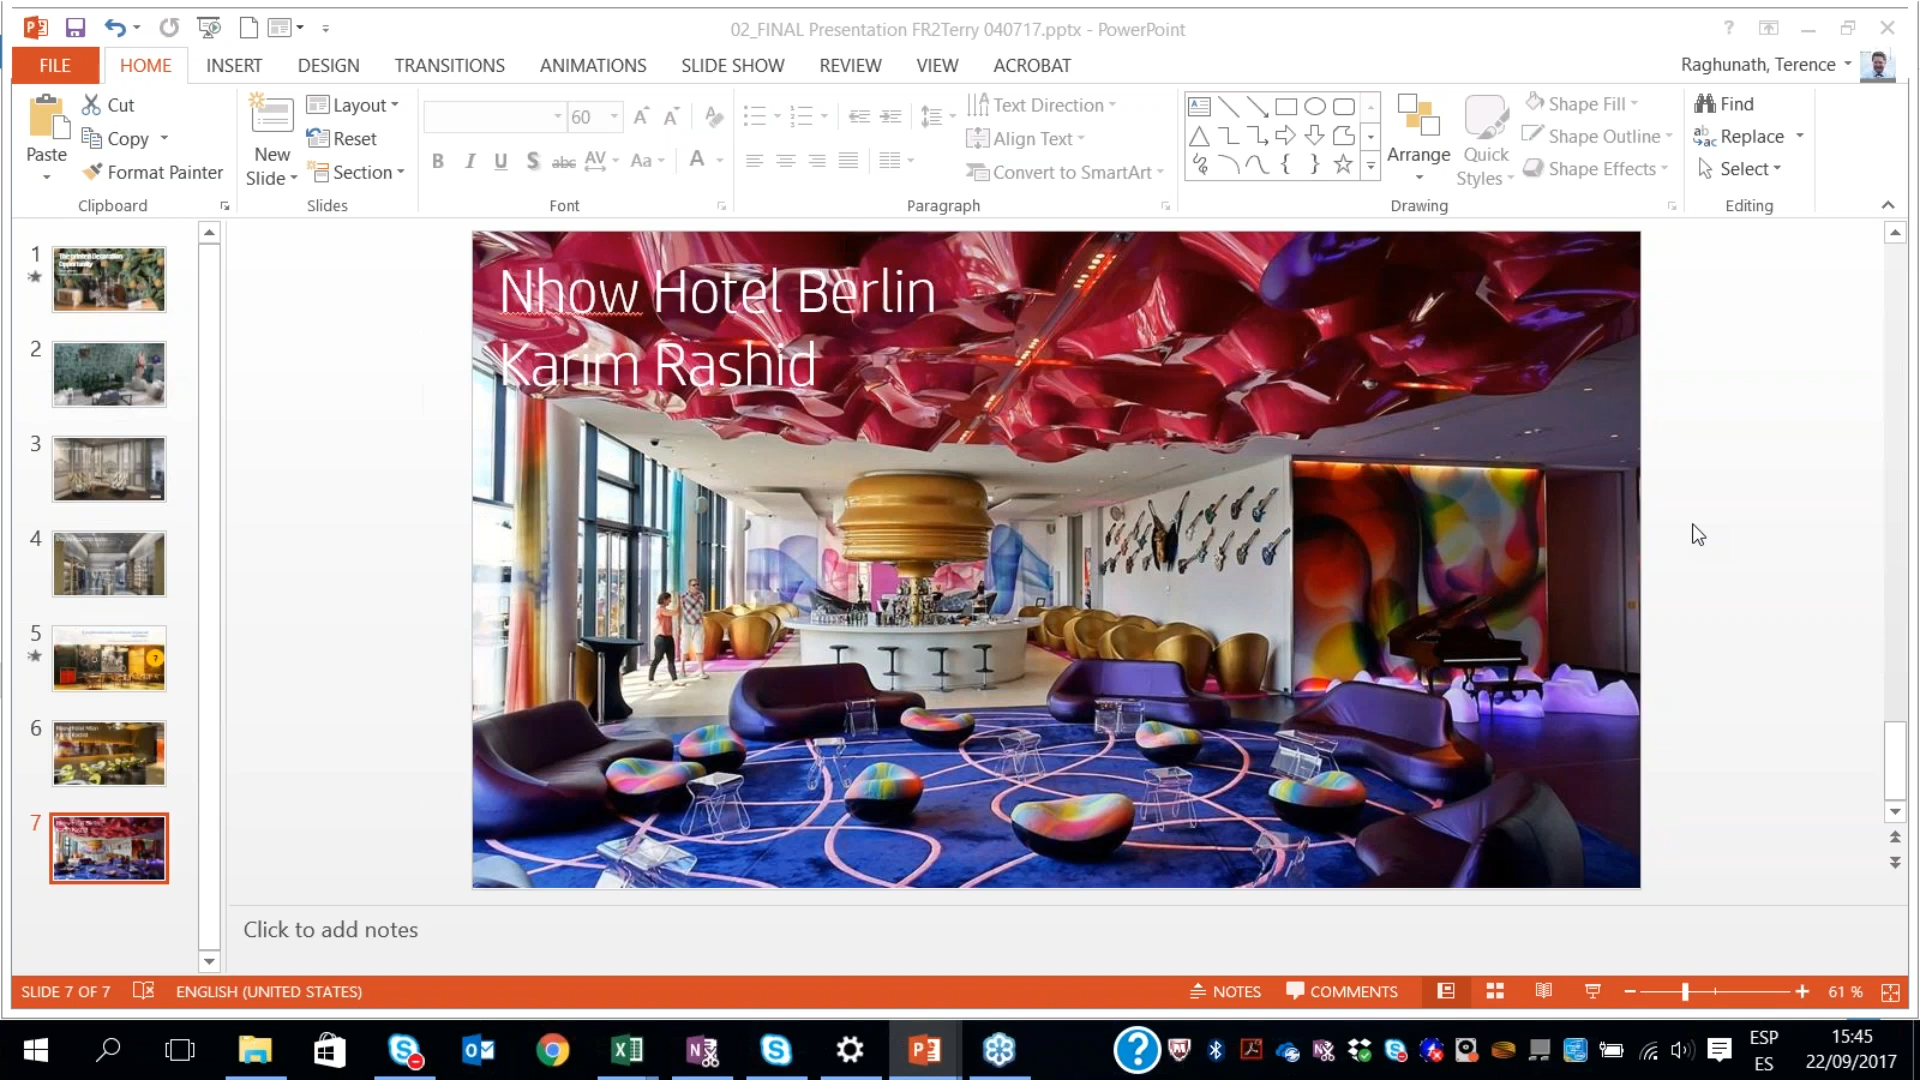 02_FINAL Presentation FR2Terry 040717.pptx - PowerPoint
FILE
HOME
INSERT
DESIGN
TRANSITIONS
ANIMATIONS
SLIDE SHOW
REVIEW
VIEW
ACROBAT
Raghunath, Terence
Paste
Cut
Copy
Format Painter
Clipboard
New
Slide
Layout
Reset
Section
Slides
60
Font
Text Direction
Align Text
Convert to SmartArt
Paragraph
Arrange
Quick
Styles
Shape Fill
Shape Outline
Shape Effects
Drawing
Find
Replace
Select
Editing
1
2
3
4
5
6
7
Nhow Hotel Berlin
Karim Rashid
Click to add notes
SLIDE 7 OF 7
ENGLISH (UNITED STATES)
NOTES
COMMENTS
61 %
ESP
ES
15:45
22/09/2017